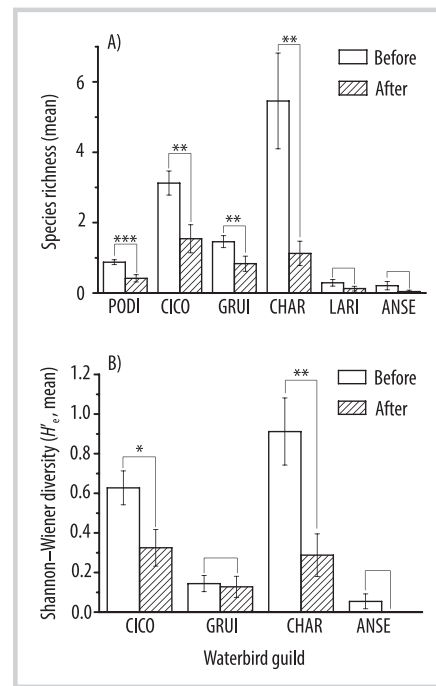 A)
Species richness (mean)
6
4
2
0
Before
After
***
**
**
**
PODI CICO GRUI CHAR LARI ANSE
B)
Shannon–Wiener diversity (H'e, mean)
1.2
1.0
0.8
0.6
0.4
0.2
0.0
Before
After
*
**
CICO GRUI CHAR ANSE
Waterbird guild